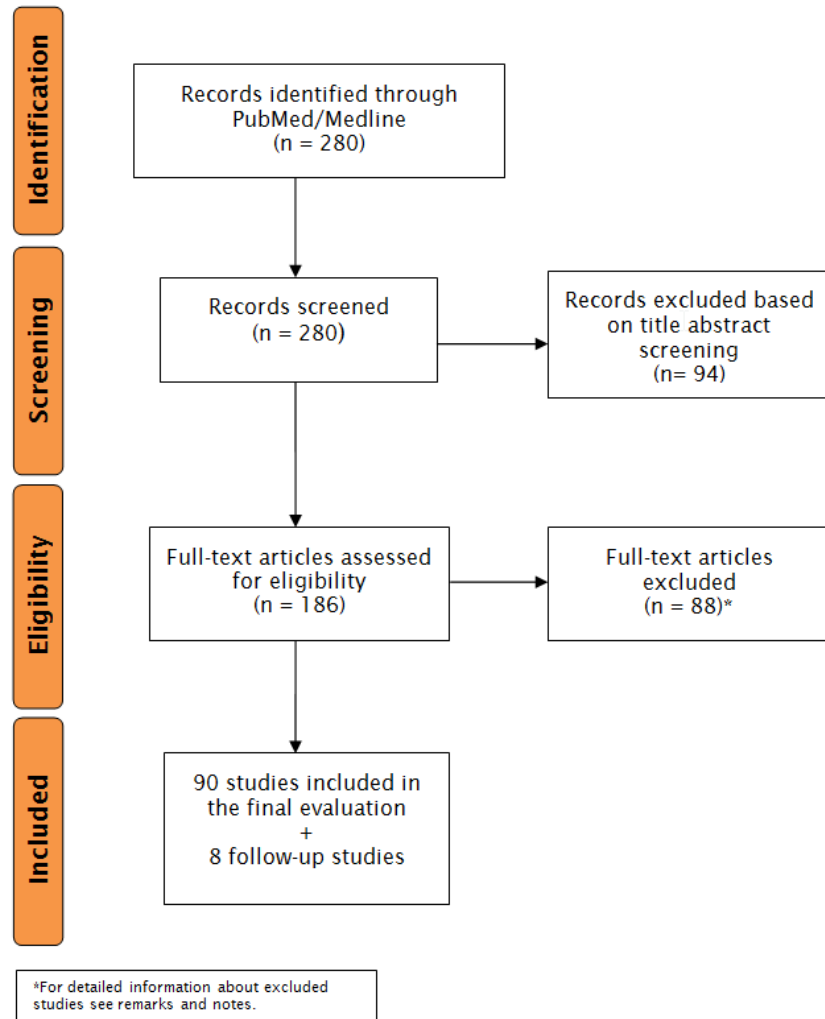 Identification
Records identified through
PubMed/Medline
(n = 280)
Screening
Records screened
(n = 280)
Records excluded based
on title abstract
screening
(n= 94)
Eligibility
Full-text articles assessed
for eligibility
(n = 186)
Full-text articles
excluded
(n = 88)*
Included
90 studies included in
the final evaluation
+
8 follow-up studies
*For detailed information about excluded
studies see remarks and notes.